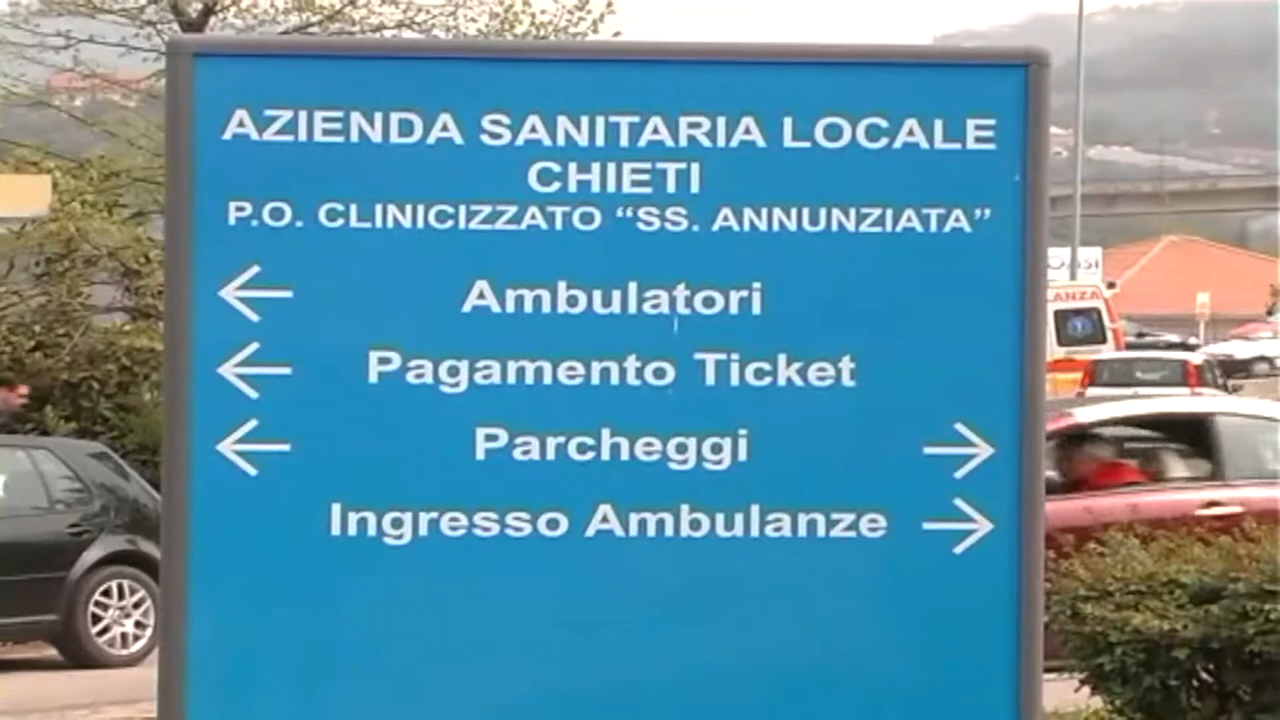 AZIENDA SANITARIA LOCALE
CHIETI
P.O. CLINICIZZATO “SS. ANNUNZIATA”
Ambulatori
Pagamento Ticket
Parcheggi
Ingresso Ambulanze